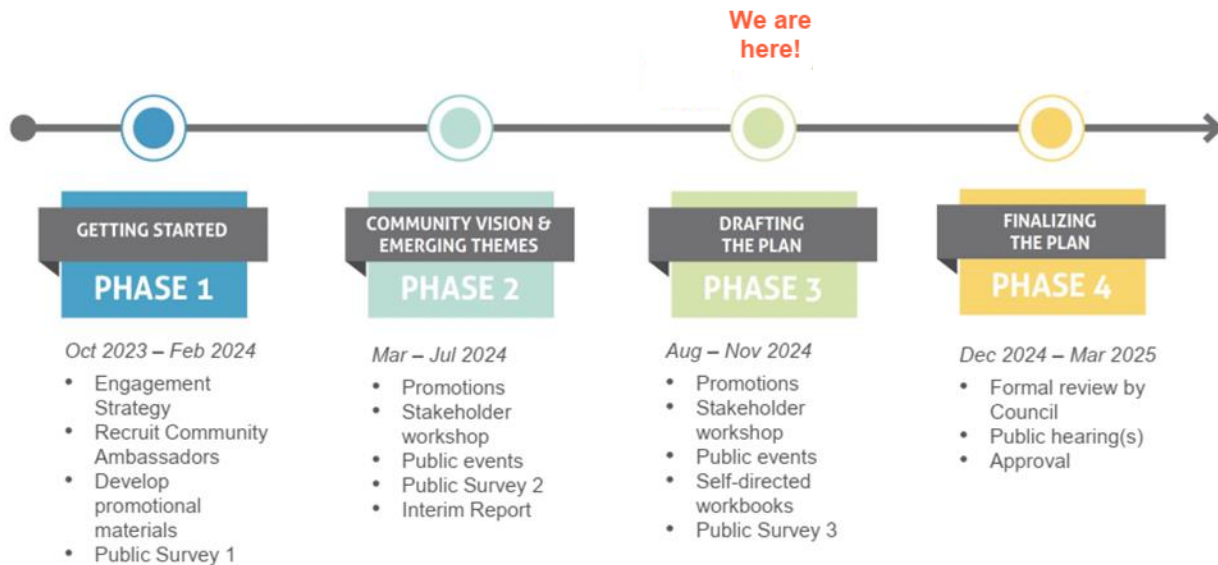 We are
here!
GETTING STARTED
PHASE 1
Oct 2023 – Feb 2024
• Engagement
Strategy
• Recruit Community
Ambassadors
• Develop
promotional
materials
• Public Survey 1
COMMUNITY VISION &
EMERGING THEMES
PHASE 2
Mar – Jul 2024
• Promotions
• Stakeholder
workshop
• Public events
• Public Survey 2
• Interim Report
DRAFTING
THE PLAN
PHASE 3
Aug – Nov 2024
• Promotions
• Stakeholder
workshop
• Public events
• Self-directed
workbooks
• Public Survey 3
FINALIZING
THE PLAN
PHASE 4
Dec 2024 – Mar 2025
• Formal review by
Council
• Public hearing(s)
• Approval